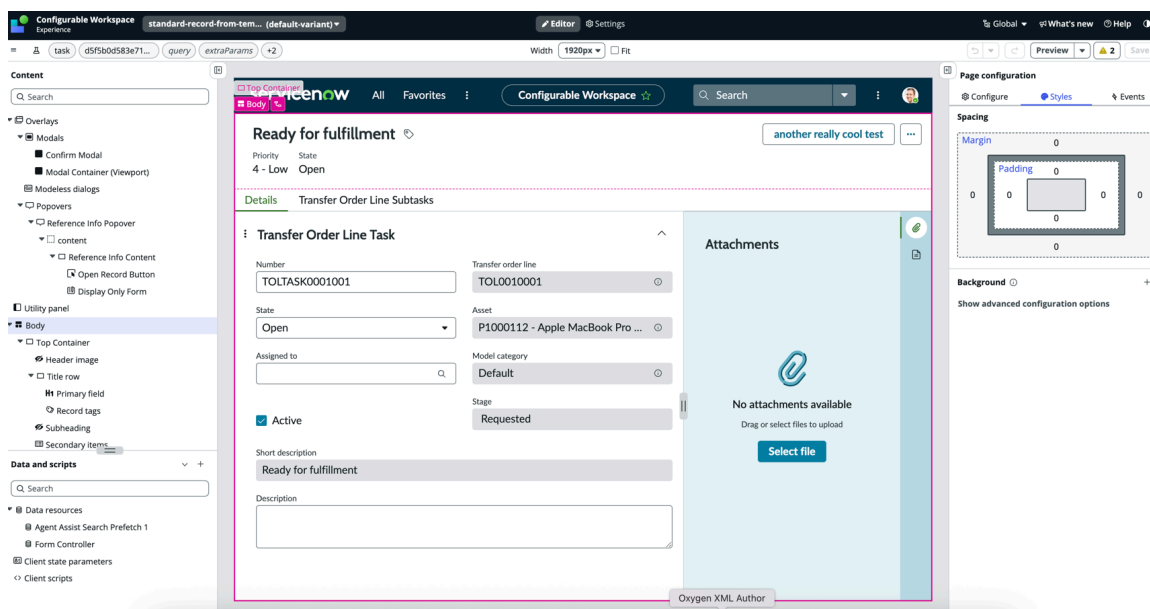 Configurable Workspace
Experience
standard-record-from-tem... (default-variant)
Editor
Settings
Global
What's new
Help
task
d5f5b0d583e71...
query
extraParams
+2
Width
1920px
Fit
Preview
2
Save
Content
Search
Overlays
Modals
Confirm Modal
Modal Container (Viewport)
Modeless dialogs
Popovers
Reference Info Popover
content
Reference Info Content
Open Record Button
Display Only Form
Utility panel
Body
Top Container
Header image
Title row
H1 Primary field
Record tags
Subheading
Secondary items
Data and scripts
Search
Data resources
Agent Assist Search Prefetch 1
Form Controller
Client state parameters
Client scripts
Top Container
Body
servicenow
All
Favorites
Configurable Workspace
Search
Ready for fulfillment
another really cool test
Priority
State
4 - Low
Open
Details
Transfer Order Line Subtasks
Transfer Order Line Task
Number
TOLTASK0001001
Transfer order line
TOL0010001
State
Open
Asset
P1000112 - Apple MacBook Pro ...
Assigned to
Model category
Default
Stage
Requested
Active
Short description
Ready for fulfillment
Description
Attachments
No attachments available
Drag or select files to upload
Select file
Oxygen XML Author
Page configuration
Configure
Styles
Events
Spacing
Margin
0
Padding
0
0
0
0
0
0
0
Background
Show advanced configuration options